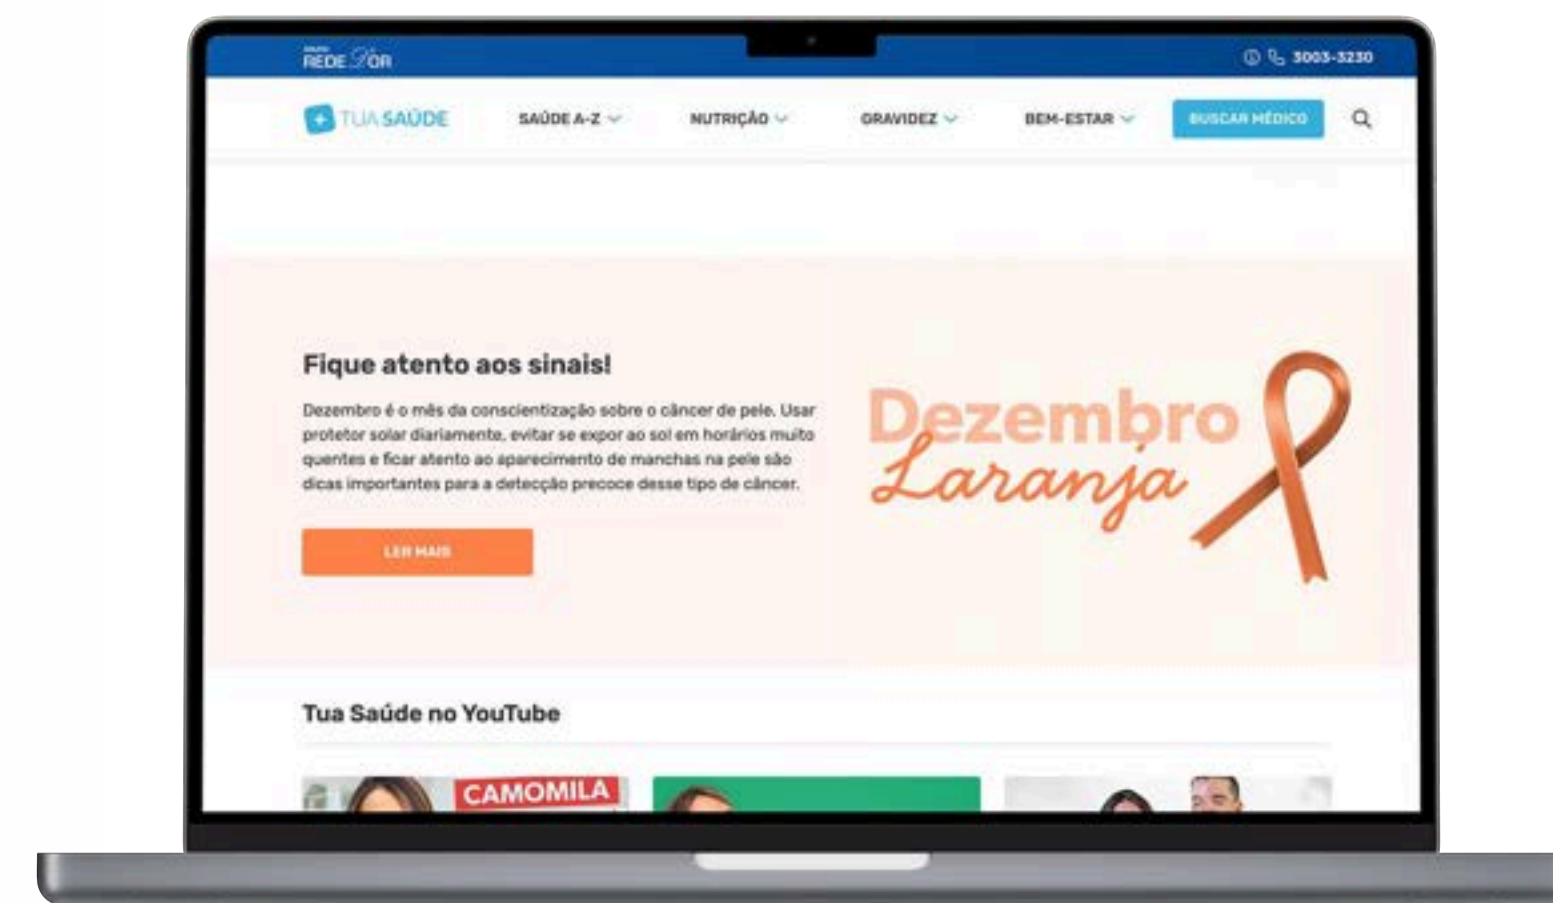 GRUPO
REDE D'OR
3003-3230
TUA SAÚDE
SAÚDE A-Z
NUTRIÇÃO
GRAVIDEZ
BEM-ESTAR
BUSCAR MÉDICO
Fique atento aos sinais!
Dezembro é o mês da conscientização sobre o câncer de pele. Usar
protetor solar diariamente, evitar se expor ao sol em horários muito
quentes e ficar atento ao aparecimento de manchas na pele são
dicas importantes para a detecção precoce desse tipo de câncer.
LER MAIS
Dezembro
Laranja
Tua Saúde no YouTube
CAMOMILA